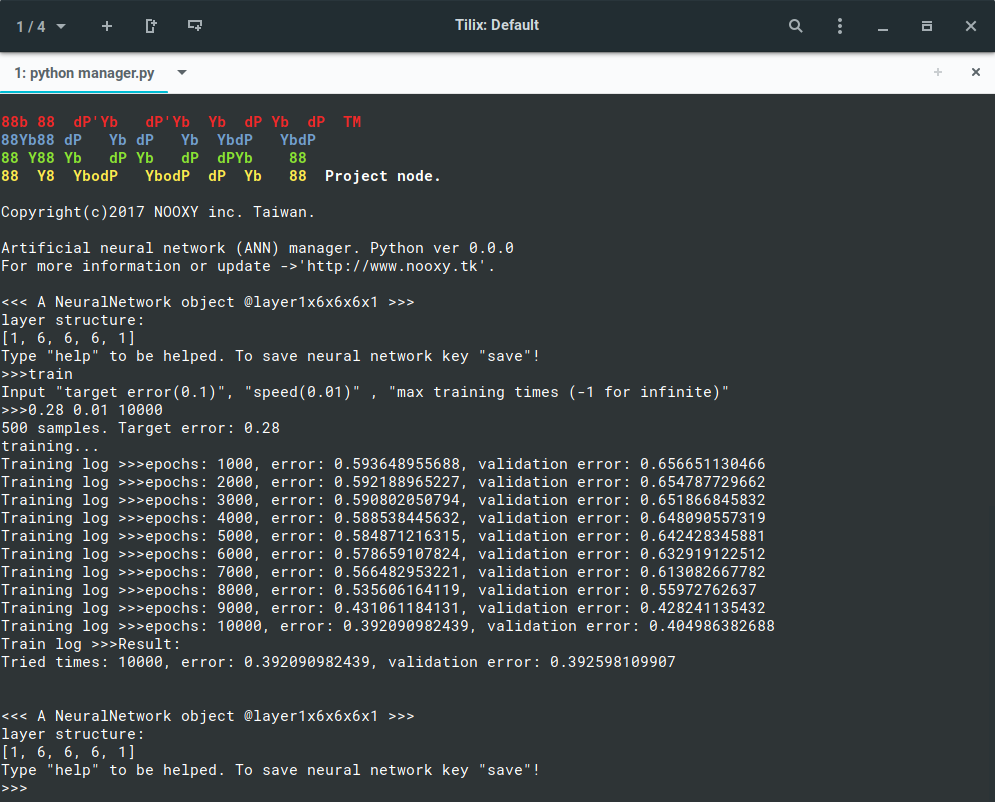 1 / 4
Tilix: Default
1: python manager.py
88b 88  dP'Yb   dP'Yb  Yb  dP Yb  dP  TM
88Yb88 dP   Yb dP   Yb  YbdP   YbdP
88 Y88 Yb   dP Yb   dP  dPYb    88
88  Y8  YbodP   YbodP  dP  Yb   88  Project node.
Copyright(c)2017 NOOXY inc. Taiwan.
Artificial neural network (ANN) manager. Python ver 0.0.0
For more information or update ->'http://www.nooxy.tk'.
<<< A NeuralNetwork object @layer1x6x6x6x1 >>>
layer structure:
[1, 6, 6, 6, 1]
Type "help" to be helped. To save neural network key "save"!
>>>train
Input "target error(0.1)", "speed(0.01)" , "max training times (-1 for infinite)"
>>>0.28 0.01 10000
500 samples. Target error: 0.28
training...
Training log >>>epochs: 1000, error: 0.593648955688, validation error: 0.656651130466
Training log >>>epochs: 2000, error: 0.592188965227, validation error: 0.654787729662
Training log >>>epochs: 3000, error: 0.590802050794, validation error: 0.651866845832
Training log >>>epochs: 4000, error: 0.588538445632, validation error: 0.648090557319
Training log >>>epochs: 5000, error: 0.584871216315, validation error: 0.642428345881
Training log >>>epochs: 6000, error: 0.578659107824, validation error: 0.632919122512
Training log >>>epochs: 7000, error: 0.566482953221, validation error: 0.613082667782
Training log >>>epochs: 8000, error: 0.535606164119, validation error: 0.55972762637
Training log >>>epochs: 9000, error: 0.431061184131, validation error: 0.428241135432
Training log >>>epochs: 10000, error: 0.392090982439, validation error: 0.404986382688
Train log >>>Result:
Tried times: 10000, error: 0.392090982439, validation error: 0.392598109907
<<< A NeuralNetwork object @layer1x6x6x6x1 >>>
layer structure:
[1, 6, 6, 6, 1]
Type "help" to be helped. To save neural network key "save"!
>>>